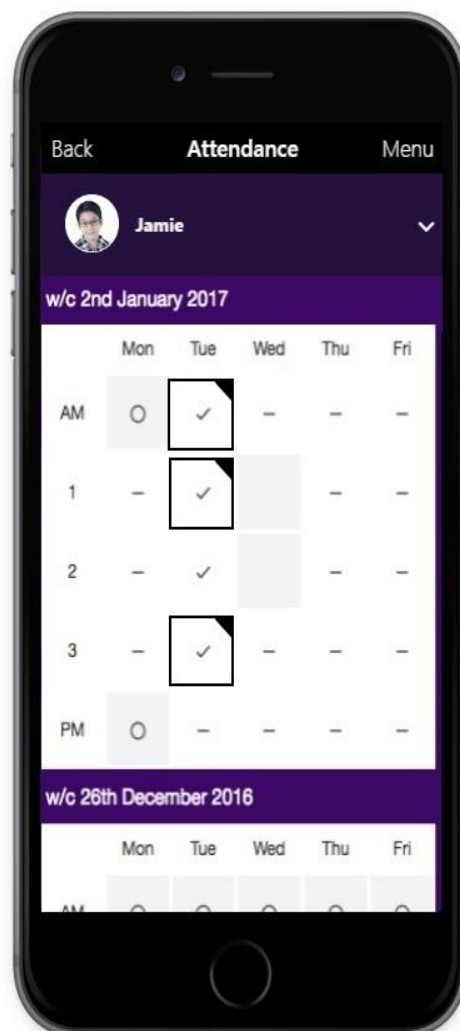 Back Attendance Menu
Jamie
w/c 2nd January 2017
Mon Tue Wed Thu Fri
AM O ✓ – – –
1 – ✓ – –
2 – ✓ – –
3 – ✓ – – –
PM O – – – –
w/c 26th December 2016
Mon Tue Wed Thu Fri
AM O O O O O